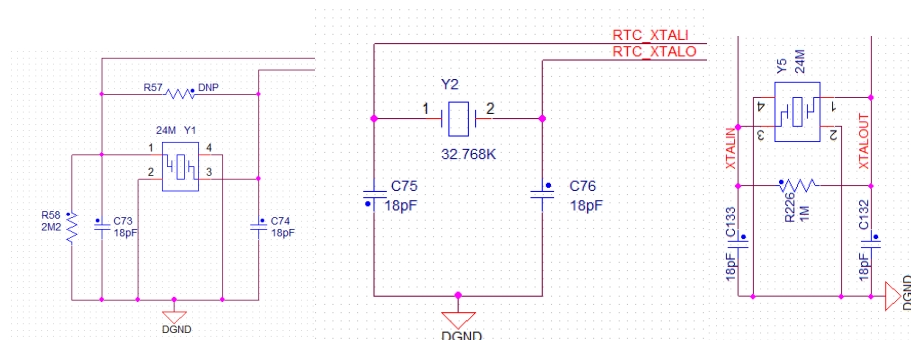 R57 DNP
24M Y1
1 4
2 3
R58
2M2
C73
18pF
C74
18pF
DGND
RTC_XTALI
RTC_XTALO
Y2
1 2
32.768K
C75
18pF
C76
18pF
DGND
Y5
24M
4 1
3 2
XTALIN
XTALOUT
R226
1M
C133
18pF
C132
18pF
DGND